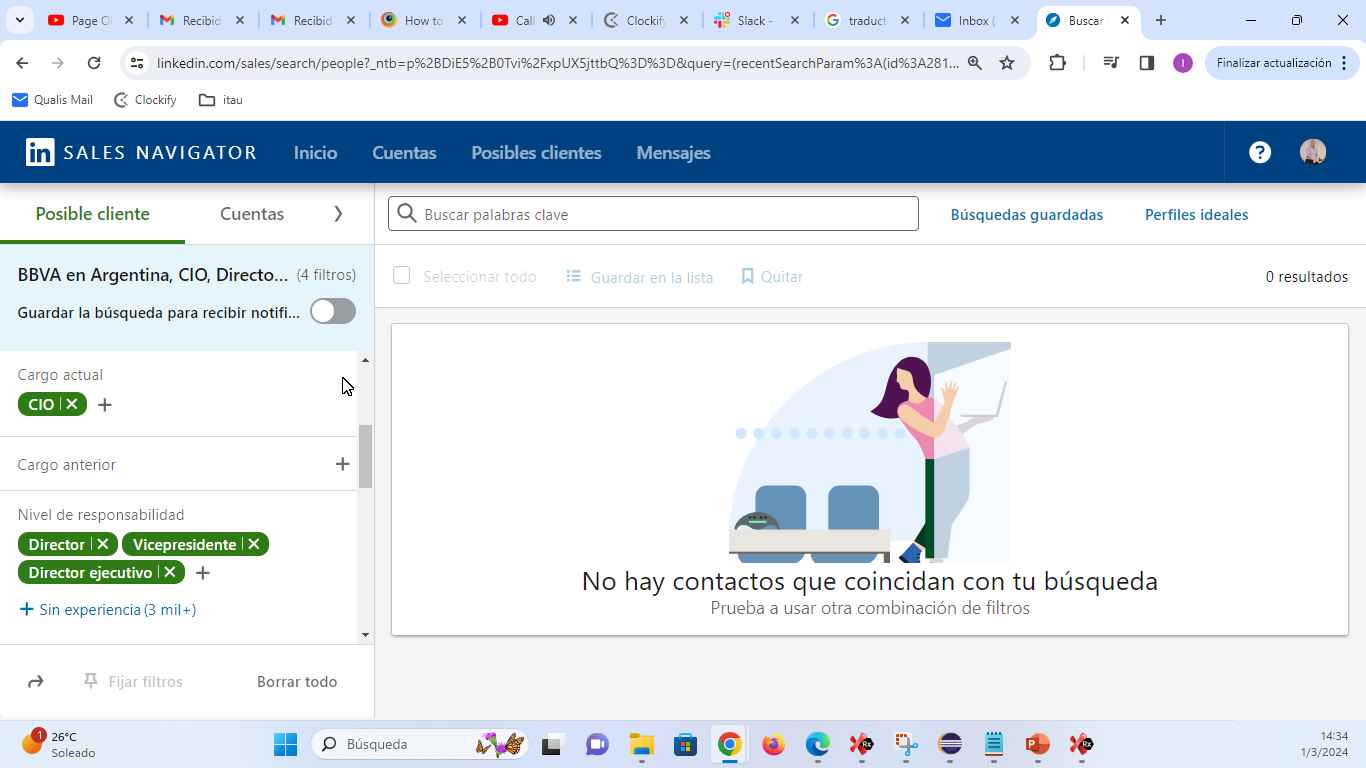 Page O
Recibid
Recibid
How to
Call
Clockify
Slack -
traduct
Inbox (
Buscar
linkedin.com/sales/search/people?_ntb=p%2BDiE5%2B0Tvi%2FxpUX5jttbQ%3D%3D&query=(recentSearchParam%3A(id%3A281...
I
Finalizar actualización
Qualis Mail
Clockify
itau
in SALES NAVIGATOR
Inicio
Cuentas
Posibles clientes
Mensajes
?
Posible cliente
Cuentas
Buscar palabras clave
Búsquedas guardadas
Perfiles ideales
BBVA en Argentina, CIO, Directo... (4 filtros)
Guardar la búsqueda para recibir notifi...
Seleccionar todo
Guardar en la lista
Quitar
0 resultados
Cargo actual
CIO
Cargo anterior
Nivel de responsabilidad
Director
Vicepresidente
Director ejecutivo
+ Sin experiencia (3 mil+)
No hay contactos que coincidan con tu búsqueda
Prueba a usar otra combinación de filtros
Fijar filtros
Borrar todo
1
26°C
Soleado
Búsqueda
14:34
1/3/2024